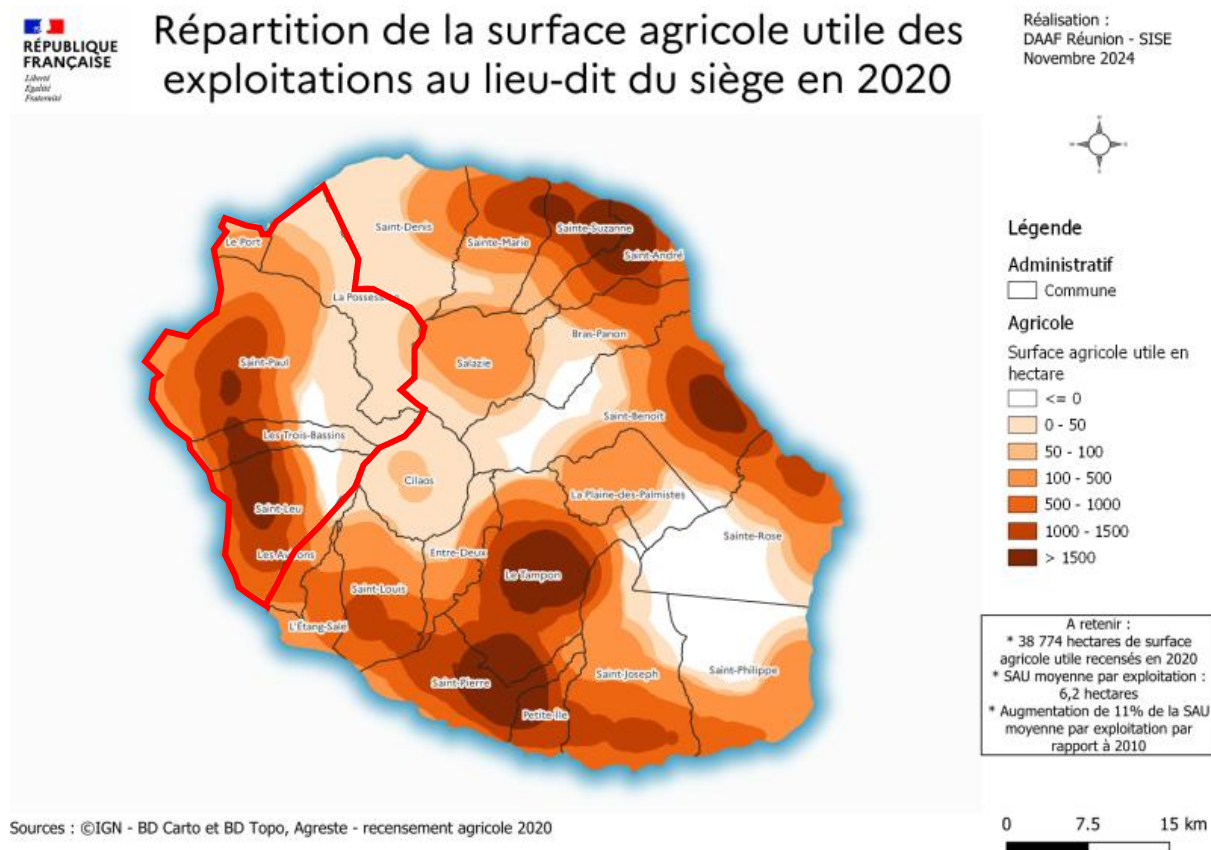 RÉPUBLIQUE
FRANÇAISE
Liberté
Égalité
Fraternité
Répartition de la surface agricole utile des
exploitations au lieu-dit du siège en 2020
Réalisation :
DAAF Réunion - SISE
Novembre 2024
Saint-Denis
Sainte-Marie
Sainte-Suzanne
Saint-André
Le Port
La Possession
Bras-Panon
Saint-Paul
Salazie
Saint-Benoit
Les Trois-Bassins
Cilaos
La Plaine-des-Palmistes
Saint-Leu
Sainte-Rose
Les Avirons
Entre-Deux
Le Tampon
Saint-Louis
L'Étang-Salé
Saint-Pierre
Saint-Joseph
Saint-Philippe
Petite-Île
Légende
Administratif
Commune
Agricole
Surface agricole utile en
hectare
<= 0
0 - 50
50 - 100
100 - 500
500 - 1000
1000 - 1500
> 1500
A retenir :
* 38 774 hectares de surface
agricole utile recensés en 2020
* SAU moyenne par exploitation :
6,2 hectares
* Augmentation de 11% de la SAU
moyenne par exploitation par
rapport à 2010
Sources : ©IGN - BD Carto et BD Topo, Agreste - recensement agricole 2020
0 7.5 15 km